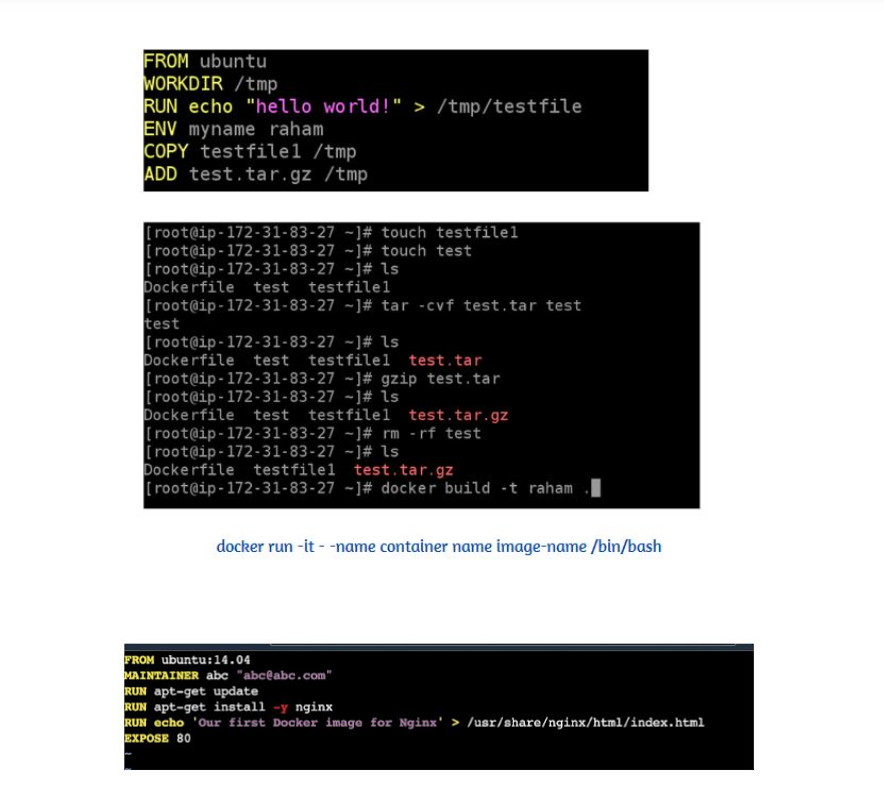 FROM ubuntu
WORKDIR /tmp
RUN echo "hello world!" > /tmp/testfile
ENV myname raham
COPY testfile1 /tmp
ADD test.tar.gz /tmp
[root@ip-172-31-83-27 ~]# touch testfile1
[root@ip-172-31-83-27 ~]# touch test
[root@ip-172-31-83-27 ~]# ls
Dockerfile  test  testfile1
[root@ip-172-31-83-27 ~]# tar -cvf test.tar test
test
[root@ip-172-31-83-27 ~]# ls
Dockerfile  test  testfile1  test.tar
[root@ip-172-31-83-27 ~]# gzip test.tar
[root@ip-172-31-83-27 ~]# ls
Dockerfile  test  testfile1  test.tar.gz
[root@ip-172-31-83-27 ~]# rm -rf test
[root@ip-172-31-83-27 ~]# ls
Dockerfile  testfile1  test.tar.gz
[root@ip-172-31-83-27 ~]# docker build -t raham .
docker run -it - -name container name image-name /bin/bash
FROM ubuntu:14.04
MAINTAINER abc "abc@abc.com"
RUN apt-get update
RUN apt-get install -y nginx
RUN echo 'Our first Docker image for Nginx' > /usr/share/nginx/html/index.html
EXPOSE 80
~
~